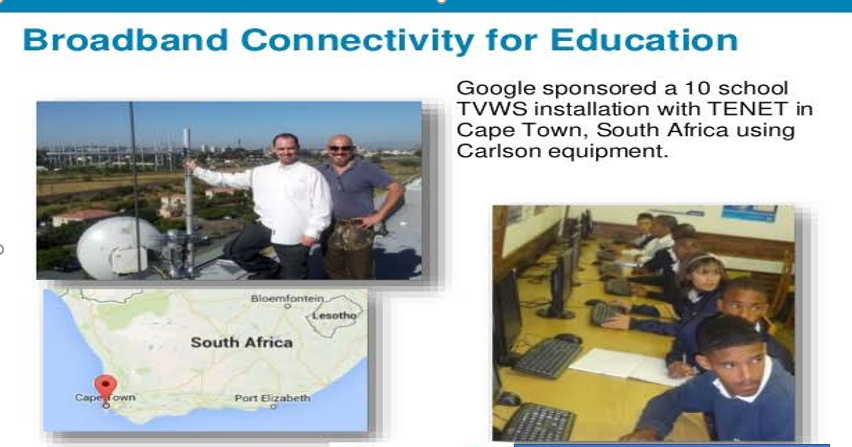 Broadband Connectivity for Education
Google sponsored a 10 school
TVWS installation with TENET in
Cape Town, South Africa using
Carlson equipment.
Bloemfontein
Lesotho
South Africa
Cape Town
Port Elizabeth